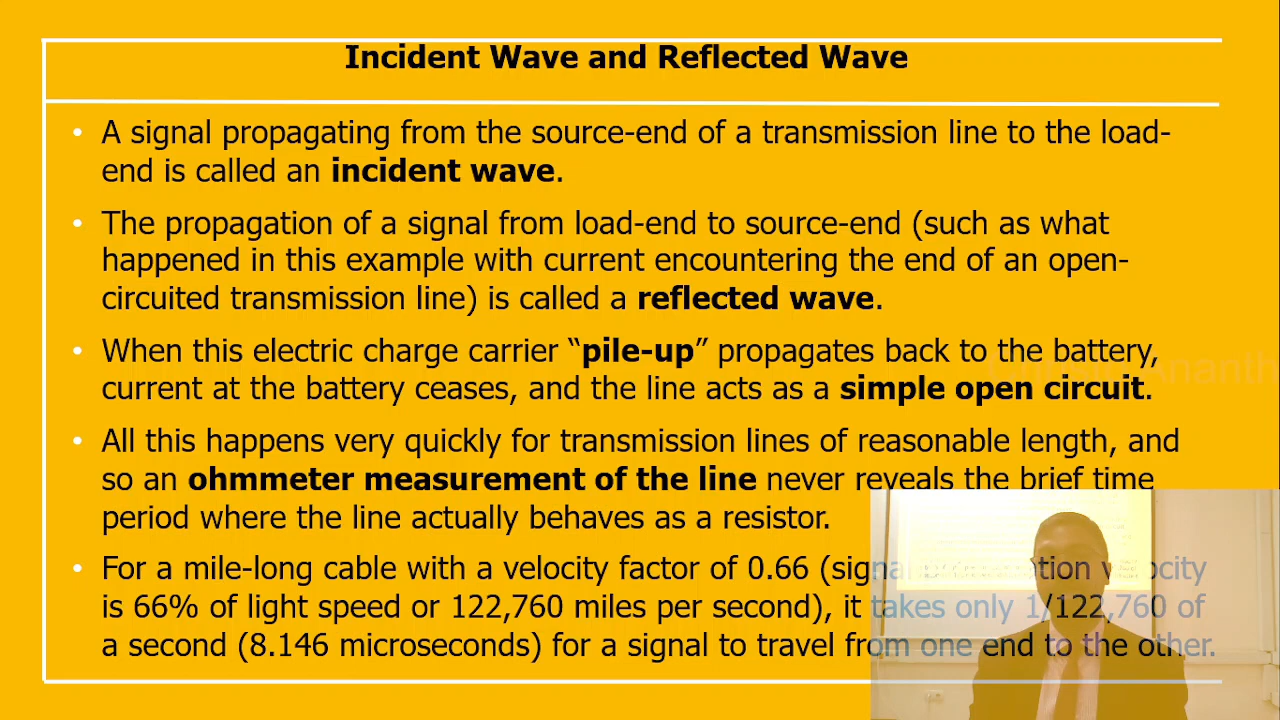 Incident Wave and Reflected Wave
• A signal propagating from the source-end of a transmission line to the load-
end is called an incident wave.
• The propagation of a signal from load-end to source-end (such as what
happened in this example with current encountering the end of an open-
circuited transmission line) is called a reflected wave.
• When this electric charge carrier “pile-up” propagates back to the battery,
current at the battery ceases, and the line acts as a simple open circuit.
• All this happens very quickly for transmission lines of reasonable length, and
so an ohmmeter measurement of the line never reveals the brief time
period where the line actually behaves as a resistor.
• For a mile-long cable with a velocity factor of 0.66 (signal propagation velocity
is 66% of light speed or 122,760 miles per second), it takes only 1/122,760 of
a second (8.146 microseconds) for a signal to travel from one end to the other.